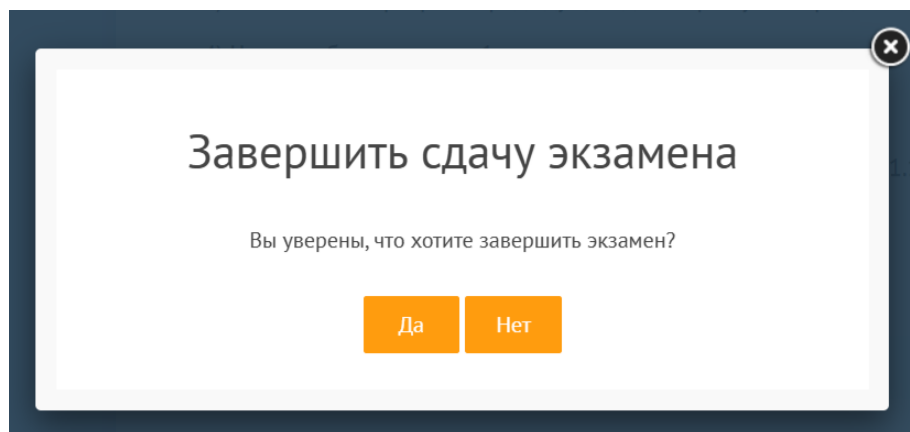 Завершить сдачу экзамена
Вы уверены, что хотите завершить экзамен?
Да
Нет